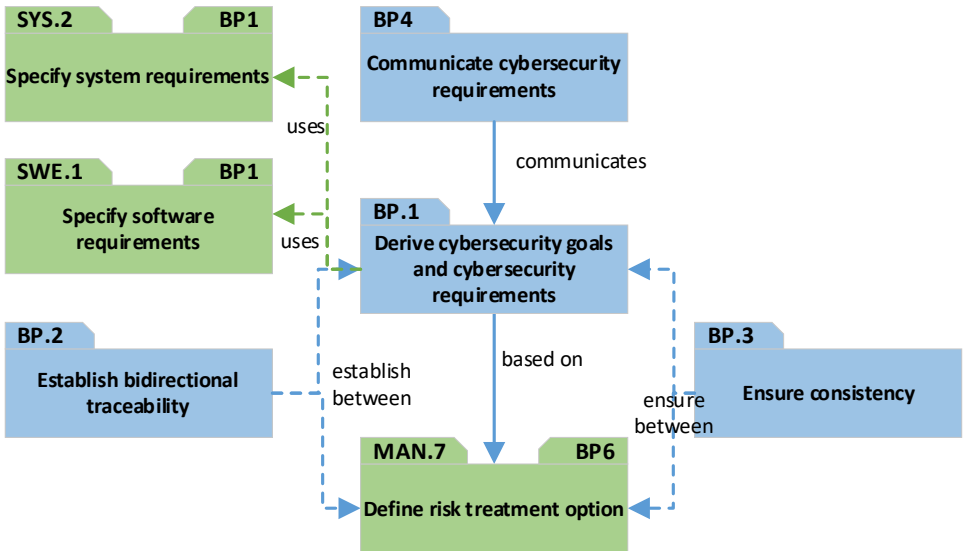 SYS.2 BP1
Specify system requirements
BP4
Communicate cybersecurity
requirements
uses
communicates
SWE.1 BP1
Specify software
requirements
uses
BP.1
Derive cybersecurity goals
and cybersecurity
requirements
BP.2
Establish bidirectional
traceability
establish
between
based on
BP.3
Ensure consistency
ensure
between
MAN.7 BP6
Define risk treatment option